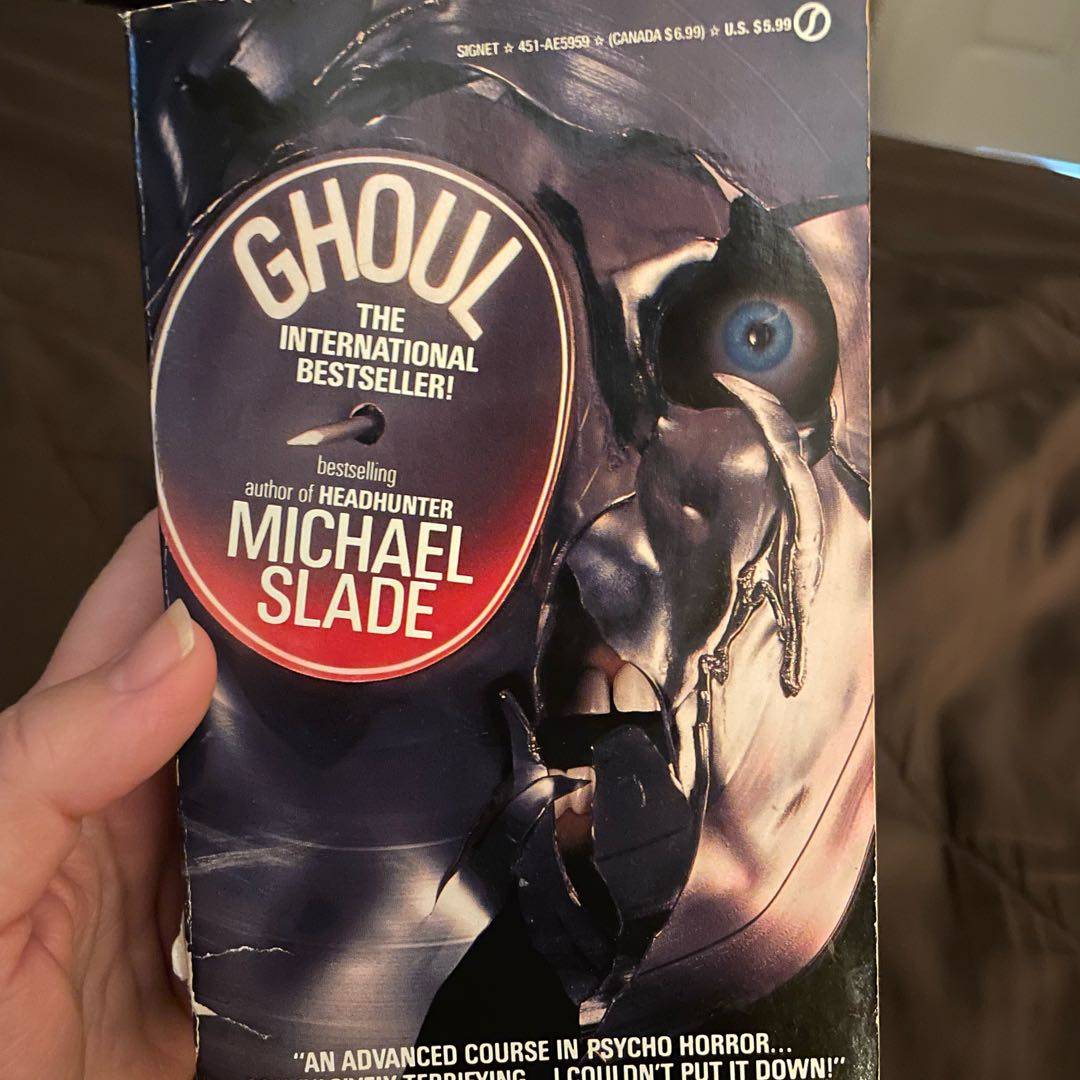 SIGNET ☆ 451-AE5959 ☆ (CANADA $6.99) ☆ U.S. $5.99
GHOUL
THE
INTERNATIONAL
BESTSELLER!
bestselling
author of HEADHUNTER
MICHAEL
SLADE
"AN ADVANCED COURSE IN PSYCHO HORROR...
TERRIFYING... I COULDN'T PUT IT DOWN!"